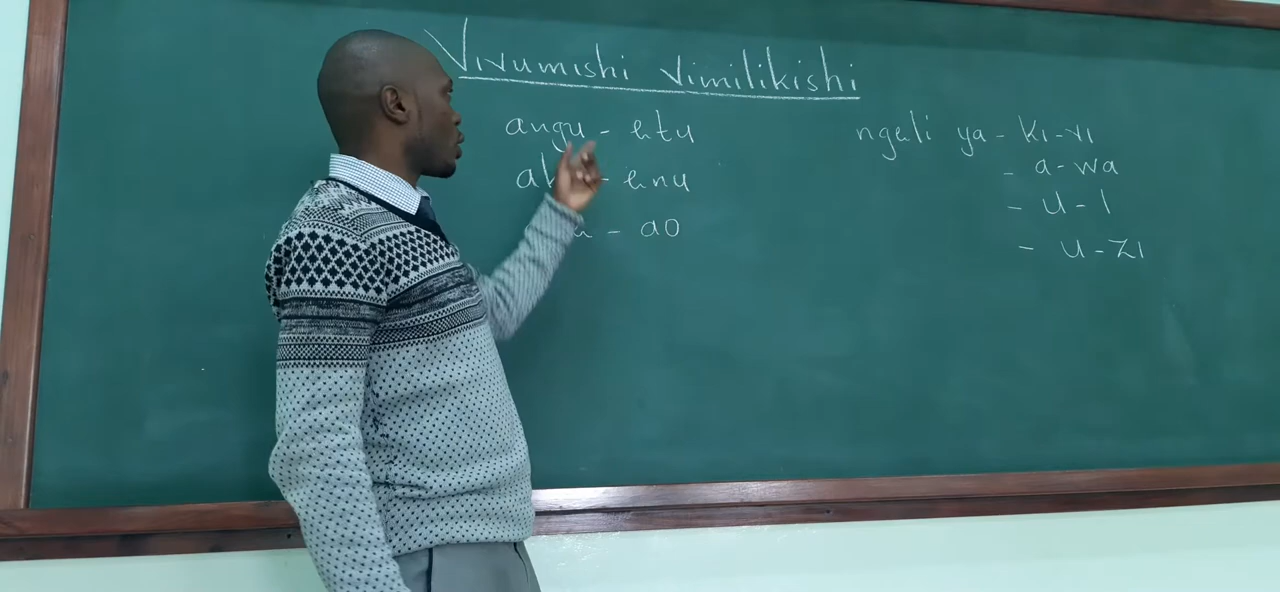 Vivumishi vimilikishi
angu - etu
- enu
- ao
ngeli ya - ki-vi
- a-wa
- u-i
- u-zi